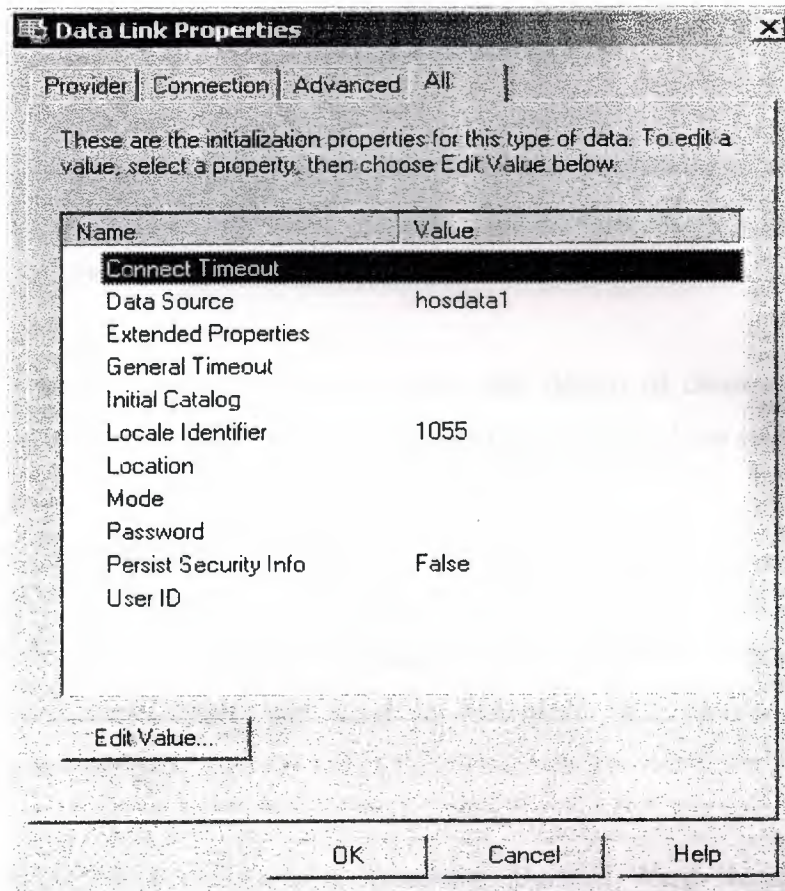 Data Link Properties
Provider Connection Advanced All
These are the initialization properties for this type of data. To edit a
value, select a property, then choose Edit Value below.
Name Value
Connect Timeout
Data Source hosdata1
Extended Properties
General Timeout
Initial Catalog
Locale Identifier 1055
Location
Mode
Password
Persist Security Info False
User ID
Edit Value...
OK Cancel Help